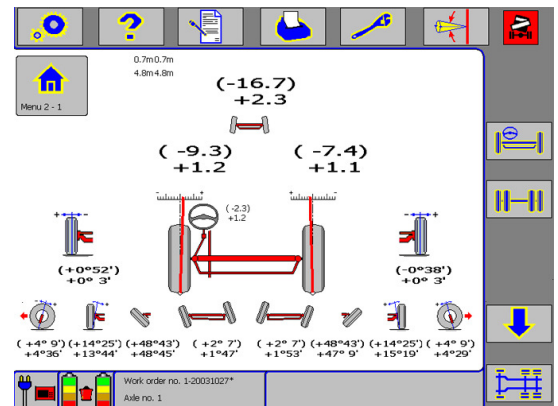 0.7m0.7m
4.8m4.8m
Menu 2 - 1
(-16.7)
+2.3
( -9.3) ( -7.4)
+1.2 +1.1
- + - +
(-2.3)
+1.2
+ - - +
(+0°52') (-0°38')
+0° 3' +0° 3'
( +4° 9') (+14°25') (+48°43') ( +2° 7') ( +2° 7') (+48°43') (+14°25') ( +4° 9')
+4°36' +13°44' +48°45' +1°47' +1°53' +47° 9' +15°19' +4°29'
Work order no. 1-20031027*
Axle no. 1